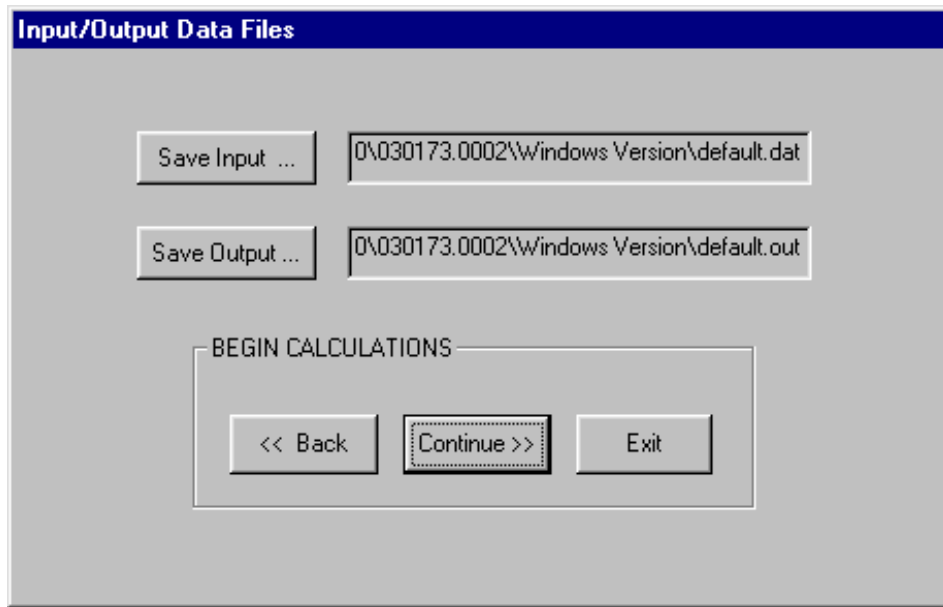 Input/Output Data Files
Save Input ...
0\030173.0002\Windows Version\default.dat
Save Output ...
0\030173.0002\Windows Version\default.out
BEGIN CALCULATIONS
<< Back
Continue >>
Exit